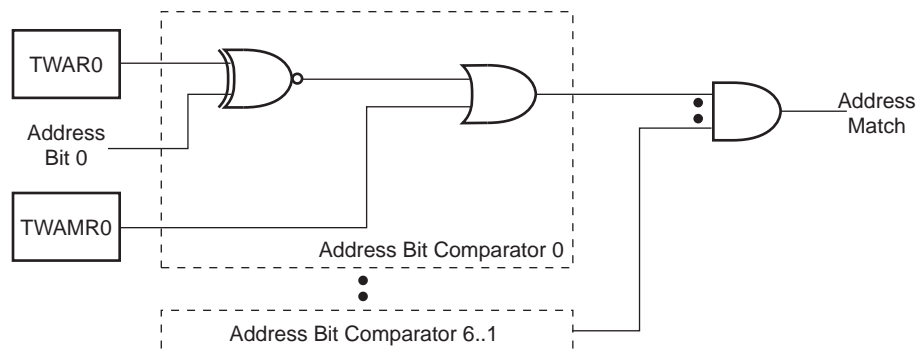 TWAR0
Address
Bit 0
TWAMR0
Address Bit Comparator 0
Address
Match
Address Bit Comparator 6..1